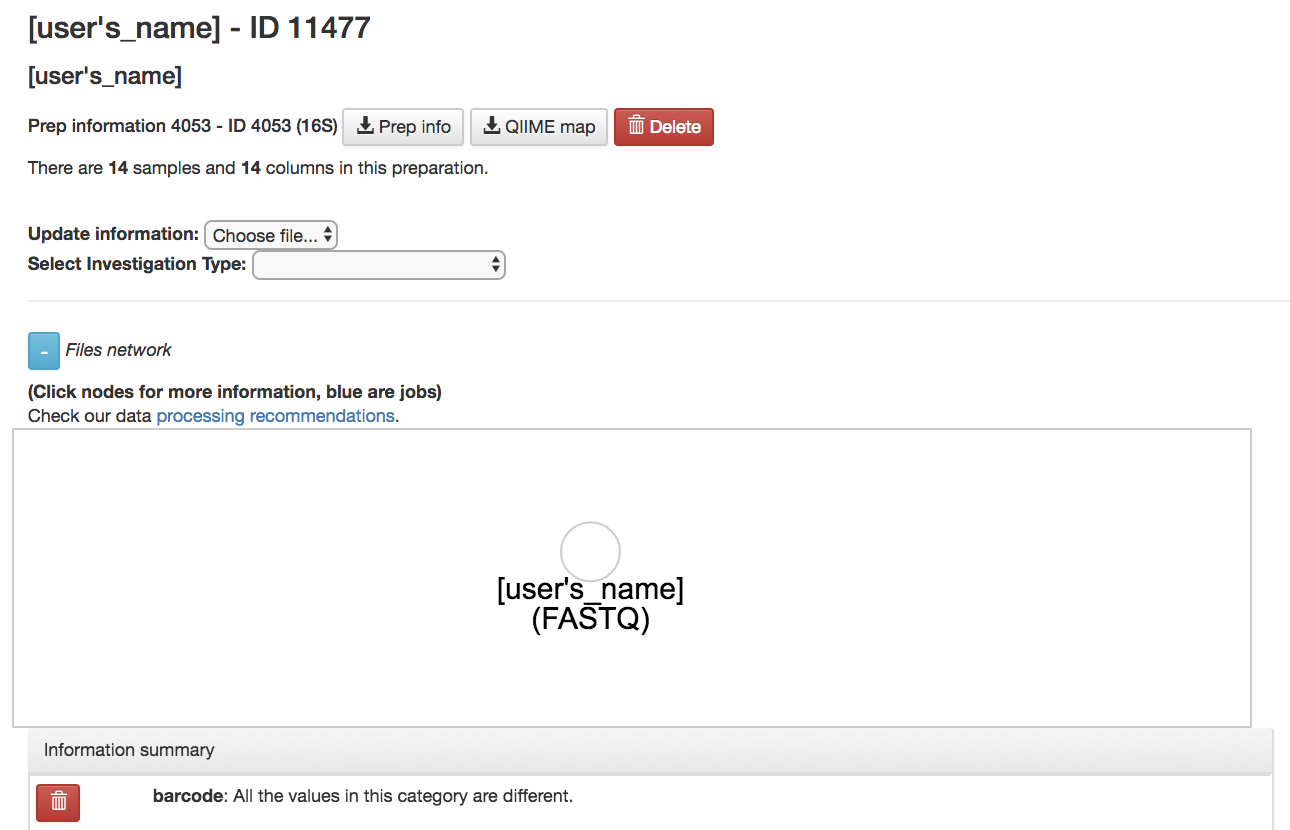 [user's_name] - ID 11477
[user's_name]
Prep information 4053 - ID 4053 (16S) Prep info QIIME map Delete
There are 14 samples and 14 columns in this preparation.
Update information: Choose file...
Select Investigation Type:
- Files network
(Click nodes for more information, blue are jobs)
Check our data processing recommendations.
[user's_name]
(FASTQ)
Information summary
barcode: All the values in this category are different.